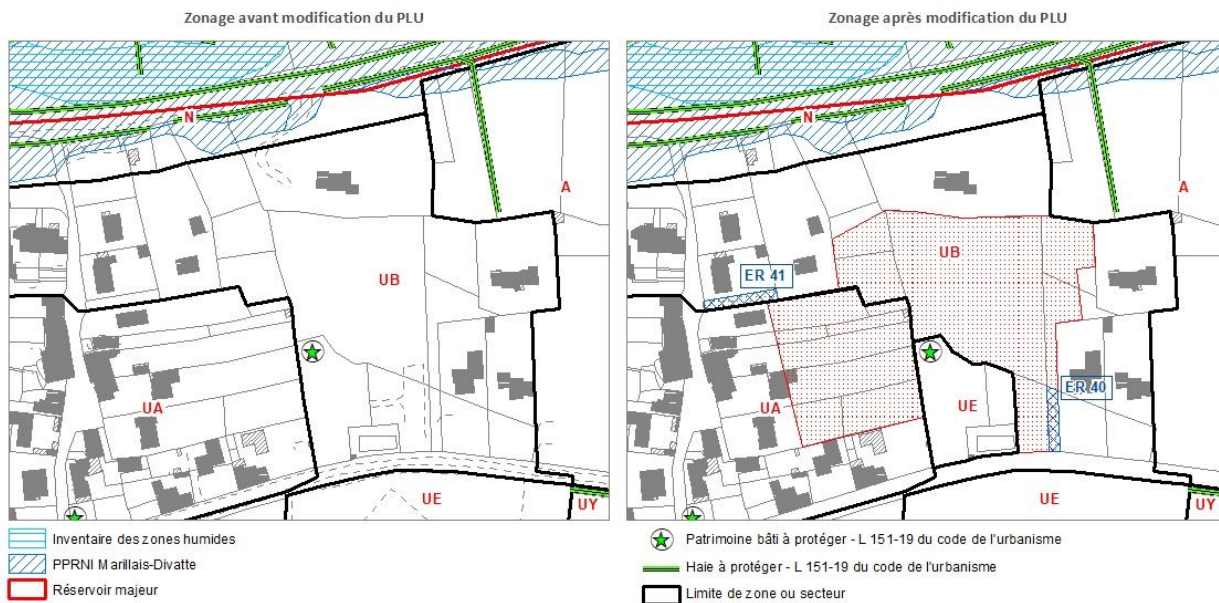 Zonage avant modification du PLU
Zonage après modification du PLU
N
A
UB
UA
UE
UY
N
A
UB
ER 41
ER 40
UA
UE
UE
UY
Inventaire des zones humides
PPRNI Marillais-Divatte
Réservoir majeur
Patrimoine bâti à protéger - L 151-19 du code de l'urbanisme
Haie à protéger - L 151-19 du code de l'urbanisme
Limite de zone ou secteur